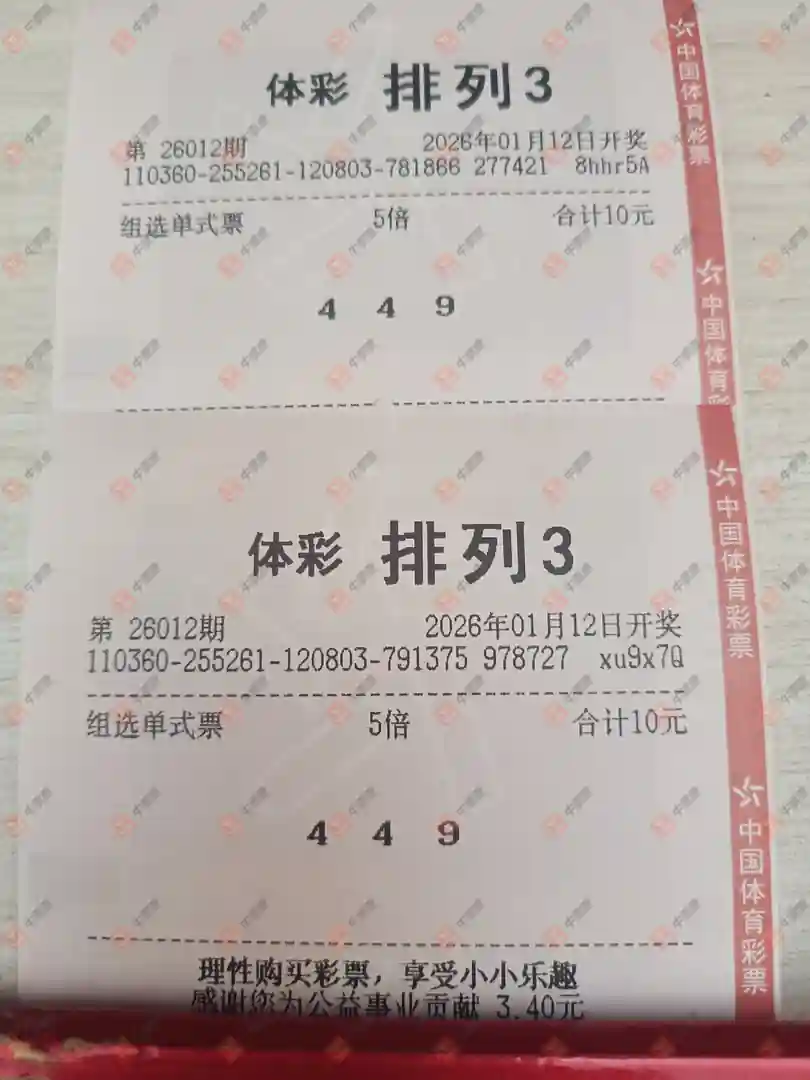 体彩 排列3
第 26012期 2026年01月12日开奖
110360-255261-120803-781866 277421 8hhr5A
组选单式票 5倍 合计10元
4 4 9
中国体育彩票
中国体育彩
体彩 排列3
第 26012期 2026年01月12日开奖
110360-255261-120803-791375 978727 xu9x7Q
组选单式票 5倍 合计10元
4 4 9
理性购买彩票，享受小小乐趣
感谢您为公益事业贡献 3.40元
中国体育彩票
中国体育彩票